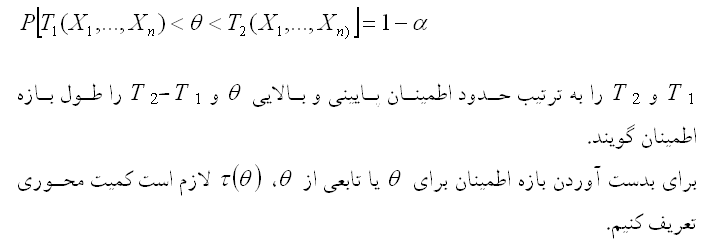 P[T₁(X₁,...,Xₙ) < θ < T₂(X₁,...,Xₙ)] = 1 − α
T₁ و T₂ را به ترتیب حدود اطمینان پایینی و بالایی θ و T₂−T₁ را طول بازه
اطمینان گویند.
برای بدست آوردن بازه اطمینان برای θ یا تابعی از θ، τ(θ) لازم است کمیت محوری
تعریف کنیم.